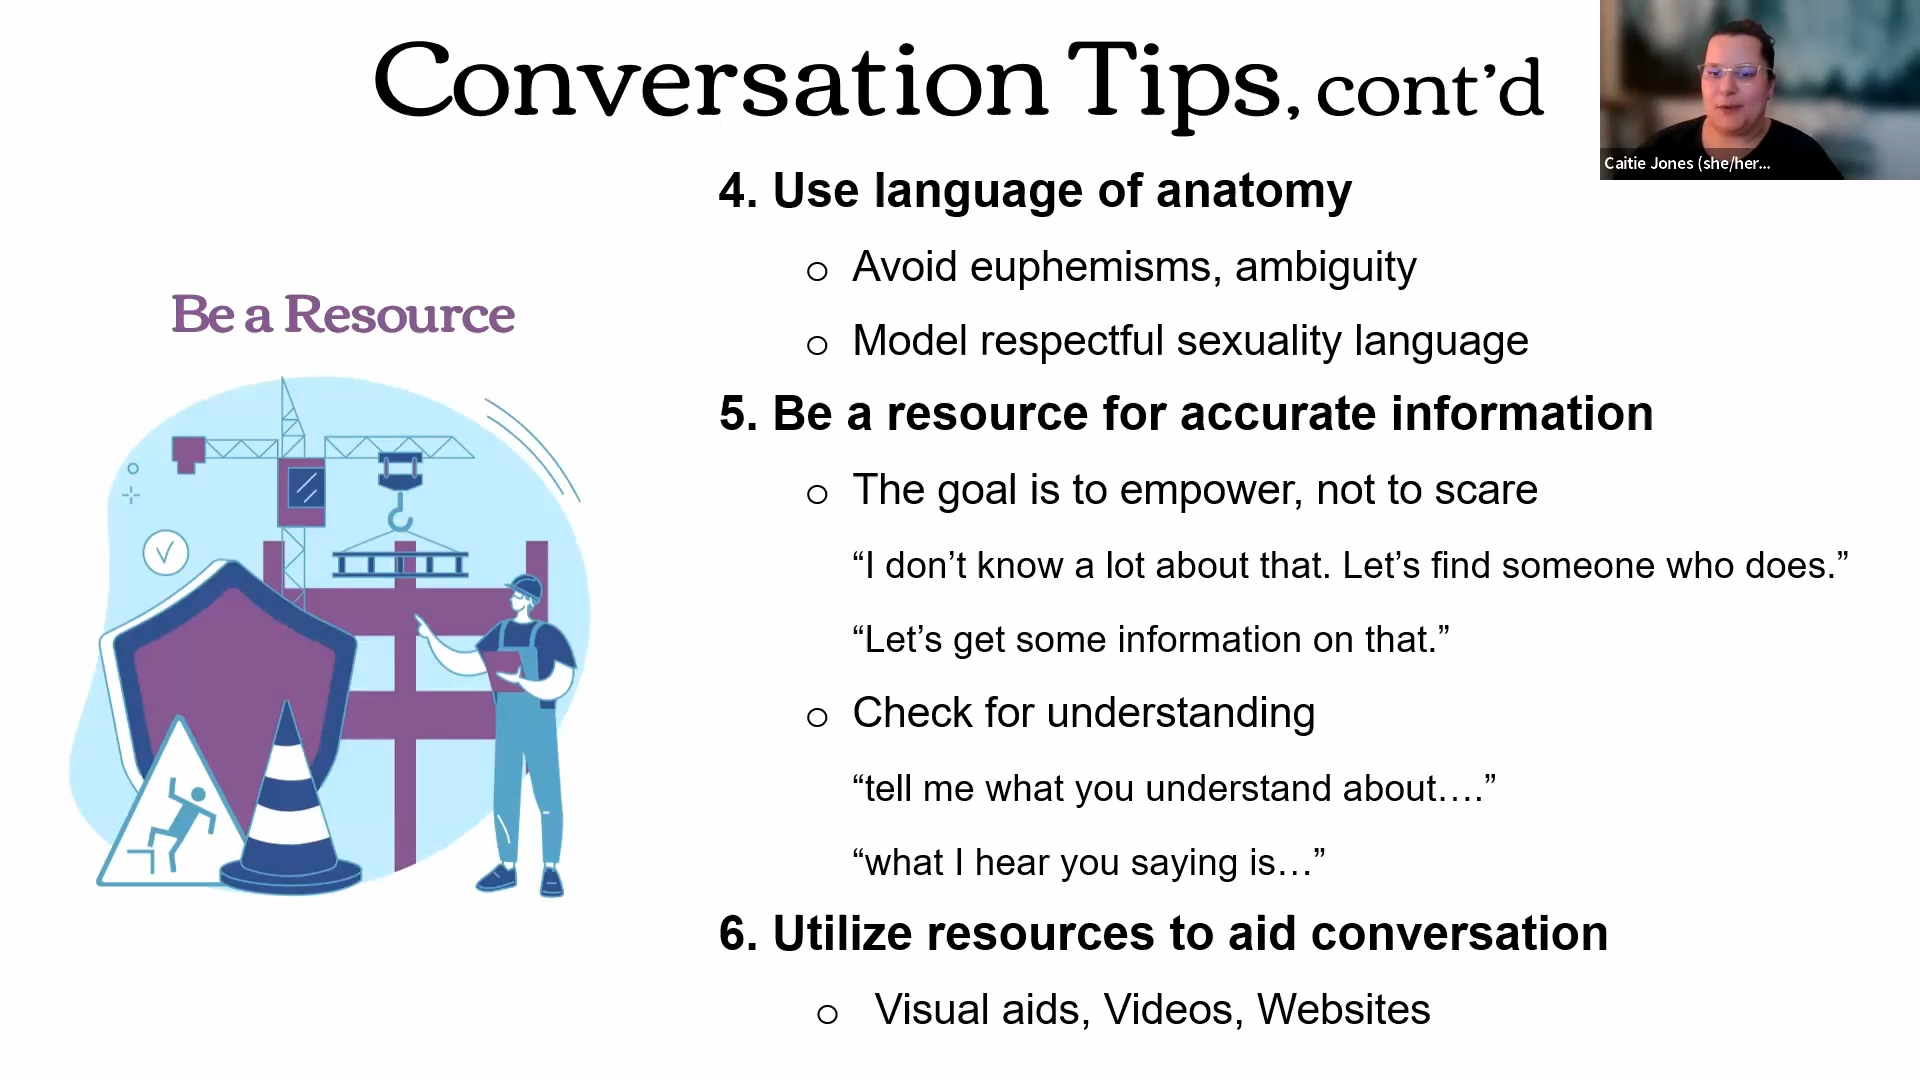 Conversation Tips, cont’d
Caitie Jones (she/her...
4. Use language of anatomy
o Avoid euphemisms, ambiguity
o Model respectful sexuality language
Be a Resource
5. Be a resource for accurate information
o The goal is to empower, not to scare
“I don’t know a lot about that. Let’s find someone who does.”
“Let’s get some information on that.”
o Check for understanding
“tell me what you understand about….”
“what I hear you saying is…”
6. Utilize resources to aid conversation
o Visual aids, Videos, Websites